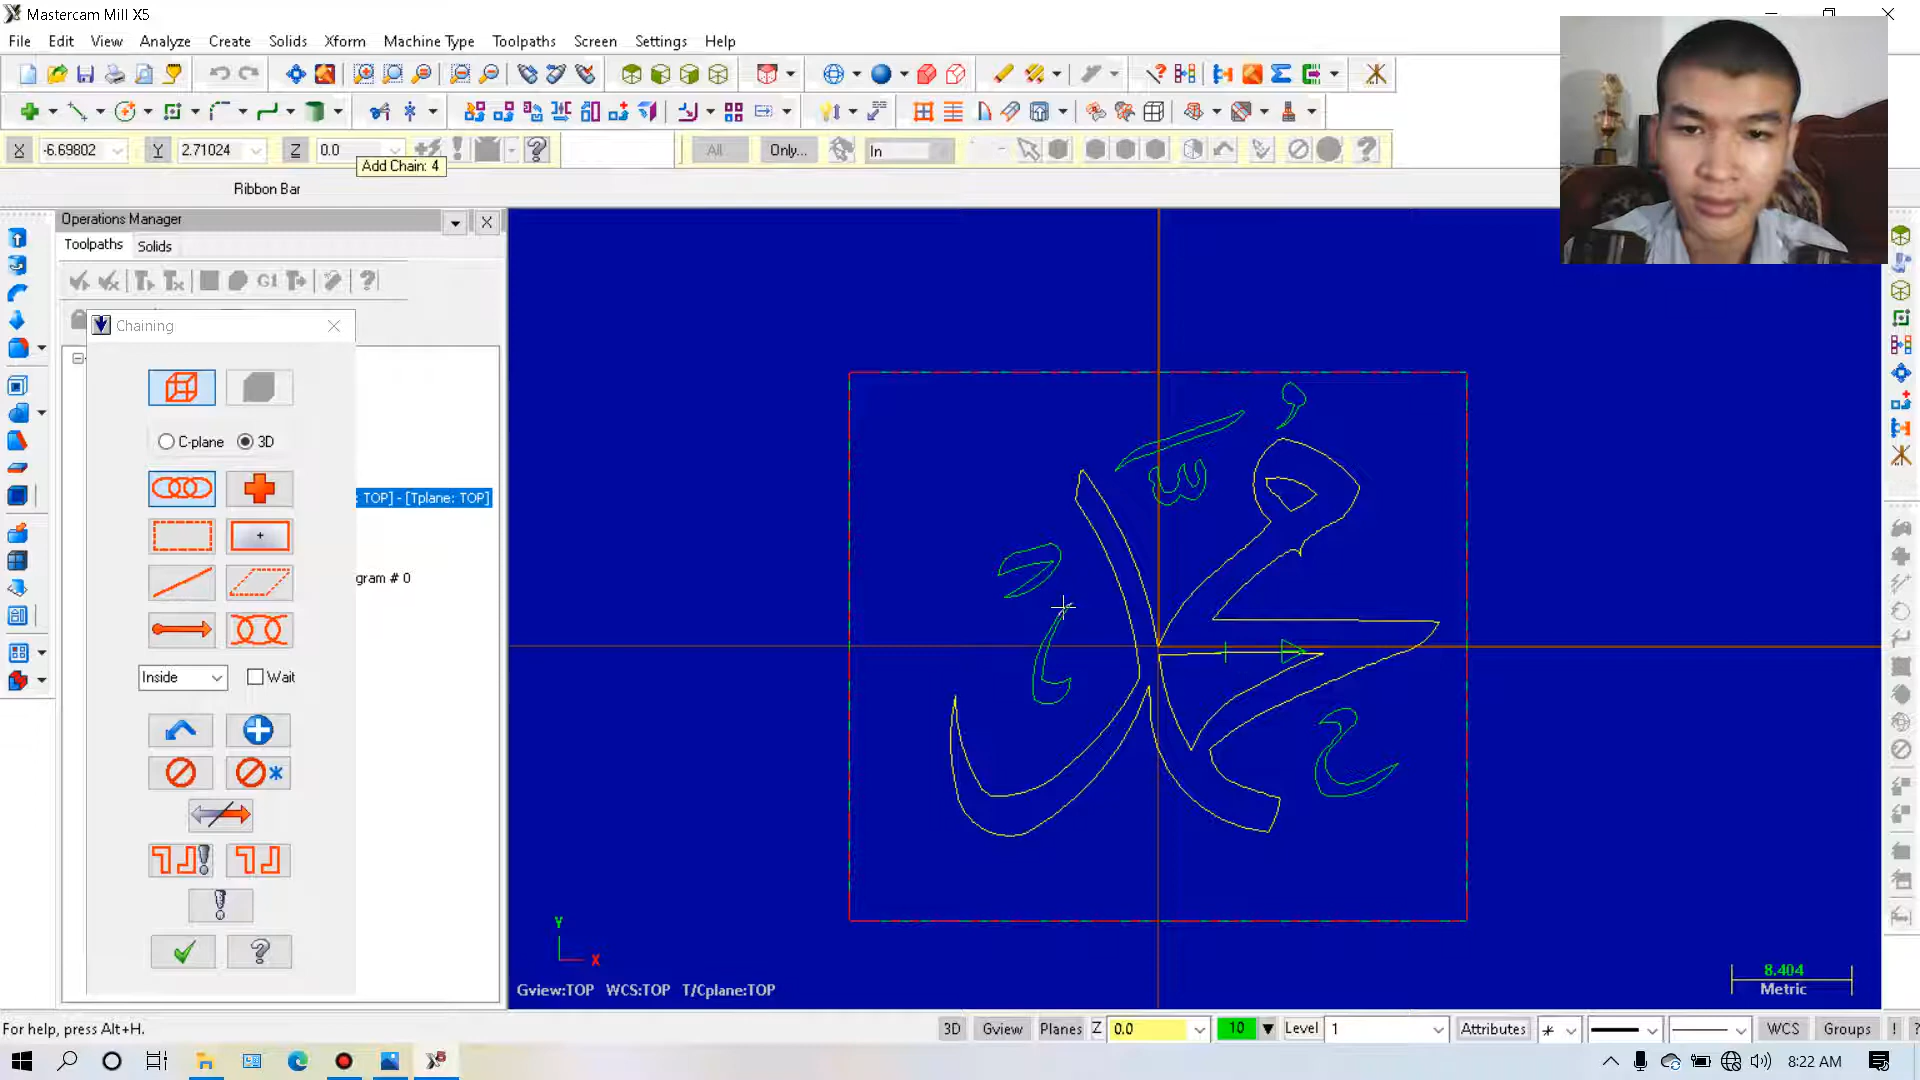 Mastercam Mill X5
File Edit View Analyze Create Solids Xform Machine Type Toolpaths Screen Settings Help
X -6.69802 Y 2.71024 Z 0.0 All Only... In
Add Chain: 4
Ribbon Bar
Operations Manager
Toolpaths Solids
G1
Chaining
C-plane 3D
: TOP] - [Tplane: TOP]
gram # 0
Inside Wait
Y
X
8.404
Metric
Gview:TOP WCS:TOP T/Cplane:TOP
For help, press Alt+H.
3D Gview Planes Z 0.0 10 Level 1 Attributes WCS Groups ! ?
8:22 AM